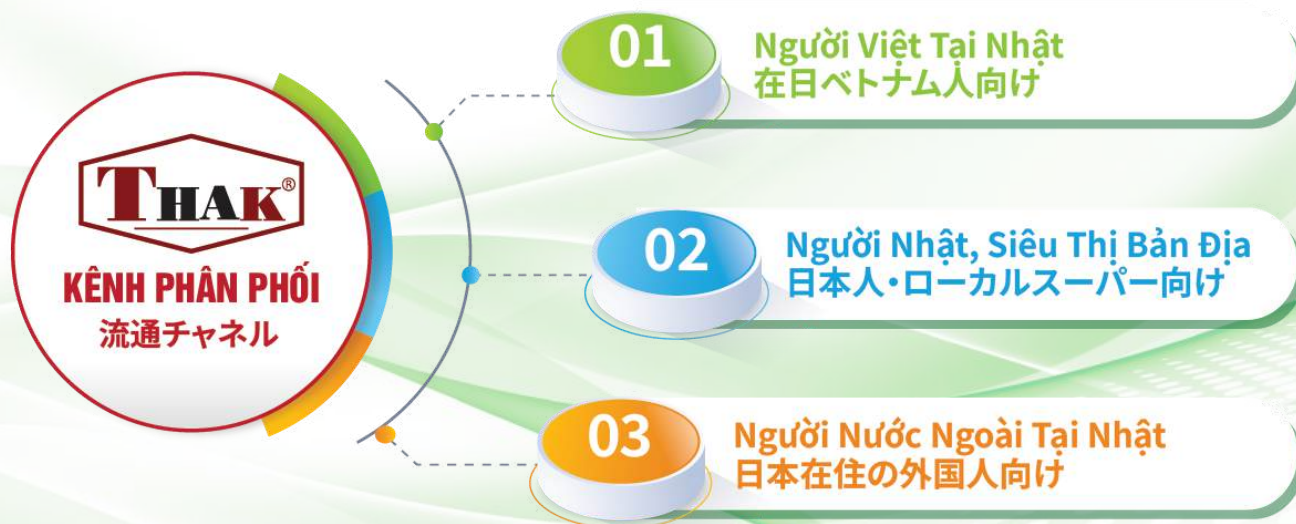 THAK®
KÊNH PHÂN PHỐI
流通チャネル
01
Người Việt Tại Nhật
在日ベトナム人向け
02
Người Nhật, Siêu Thị Bản Địa
日本人・ローカルスーパー向け
03
Người Nước Ngoài Tại Nhật
日本在住の外国人向け